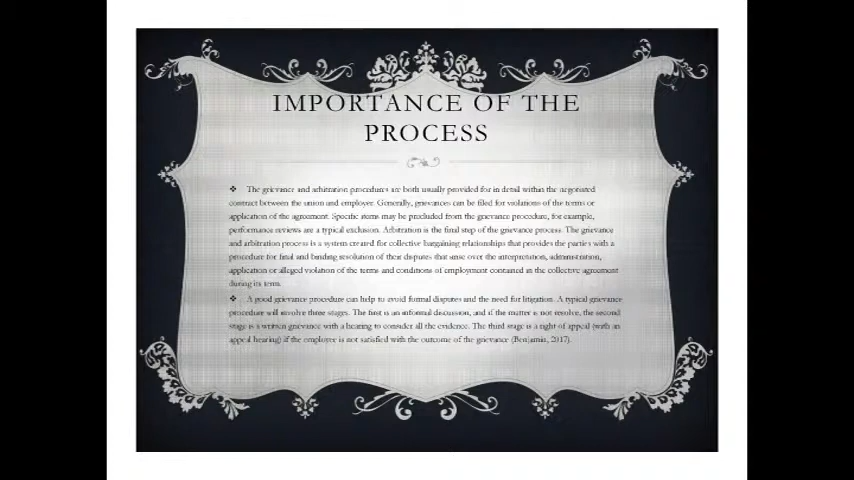 IMPORTANCE OF THE
PROCESS
❖ The grievance and arbitration procedures are both usually provided for in detail within the negotiated
contract between the union and employer. Generally, grievances can be filed for violations of the terms or
application of the agreement. Specific items may be precluded from the grievance procedure, for example,
performance reviews are a typical exclusion. Arbitration is the final step of the grievance process. The grievance
and arbitration process is a system created for collective bargaining relationships that provides the parties with a
procedure for final and binding resolution of their disputes that arise over the interpretation, administration,
application or alleged violation of the terms and conditions of employment contained in the collective agreement
during its term.
❖ A good grievance procedure can help to avoid formal disputes and the need for litigation. A typical grievance
procedure will involve three stages. The first is an informal discussion, and if the matter is not resolve, the second
stage is a written grievance with a hearing to consider all the evidence. The third stage is a right of appeal (with an
appeal hearing) if the employee is not satisfied with the outcome of the grievance (Benjamin, 2017).